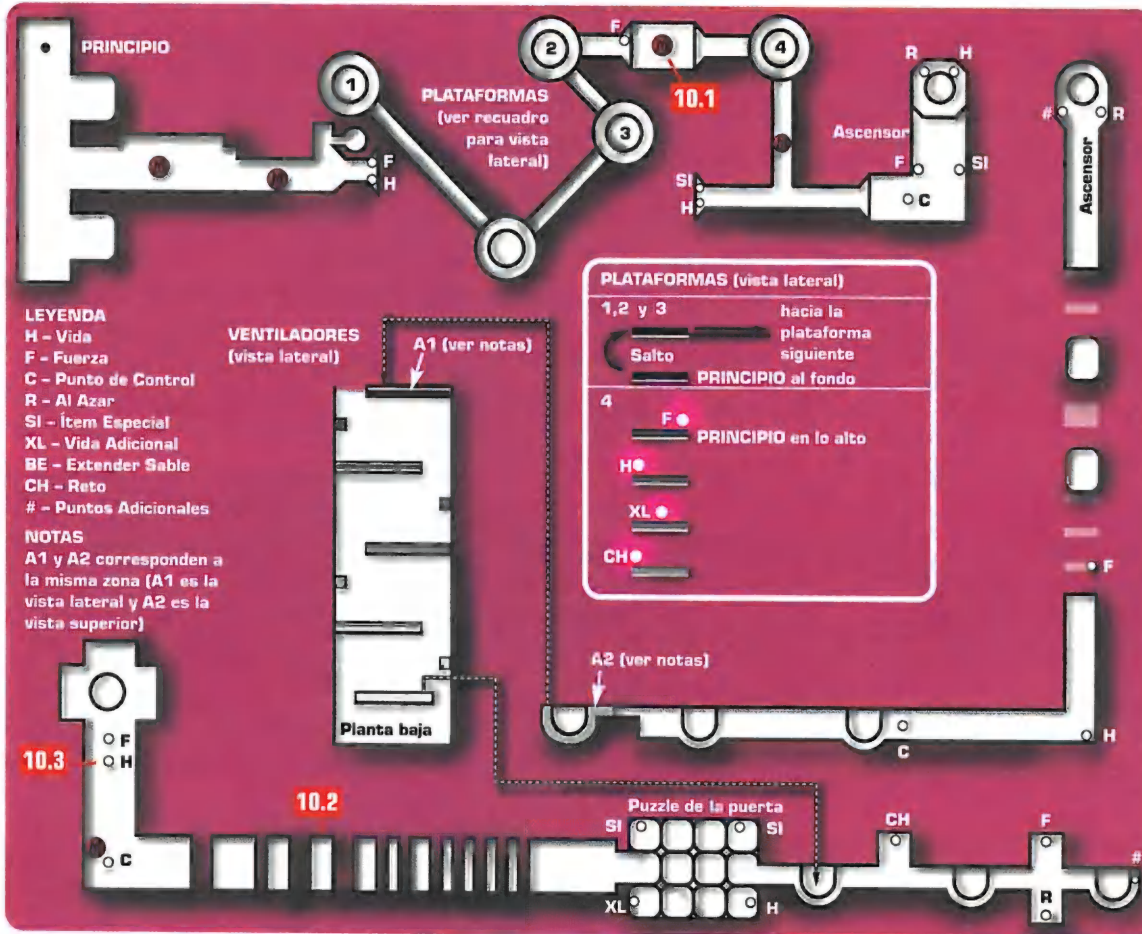 PRINCIPIO
1
F
H
PLATAFORMAS
(ver recuadro
para vista
lateral)
2
F
10.1
3
4
SI
H
Ascensor
R H
F SI
C
# R
Ascensor
F
LEYENDA
H – Vida
F – Fuerza
C – Punto de Control
R – Al Azar
SI – Ítem Especial
XL – Vida Adicional
BE – Extender Sable
CH – Reto
# – Puntos Adicionales
NOTAS
A1 y A2 corresponden a
la misma zona (A1 es la
vista lateral y A2 es la
vista superior)
VENTILADORES
(vista lateral)
A1 (ver notas)
Planta baja
PLATAFORMAS (vista lateral)
1,2 y 3
hacia la
plataforma
siguiente
Salto
PRINCIPIO al fondo
4
F
PRINCIPIO en lo alto
H
XL
CH
A2 (ver notas)
C
H
F
10.3
H
C
10.2
Puzzle de la puerta
SI SI
XL H
CH
F
R
#